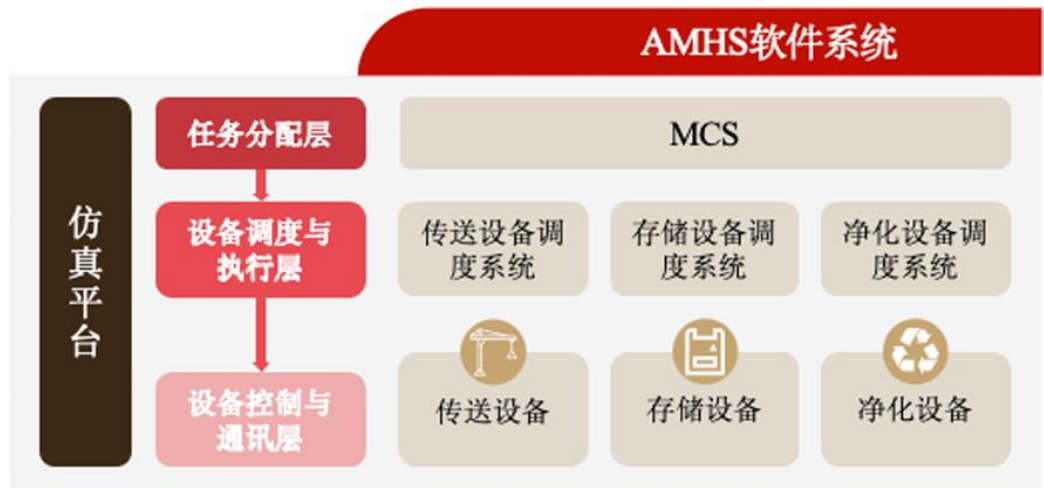 AMHS软件系统
仿真平台
任务分配层
MCS
设备调度与
执行层
传送设备调
度系统
存储设备调
度系统
净化设备调
度系统
设备控制与
通讯层
传送设备
存储设备
净化设备